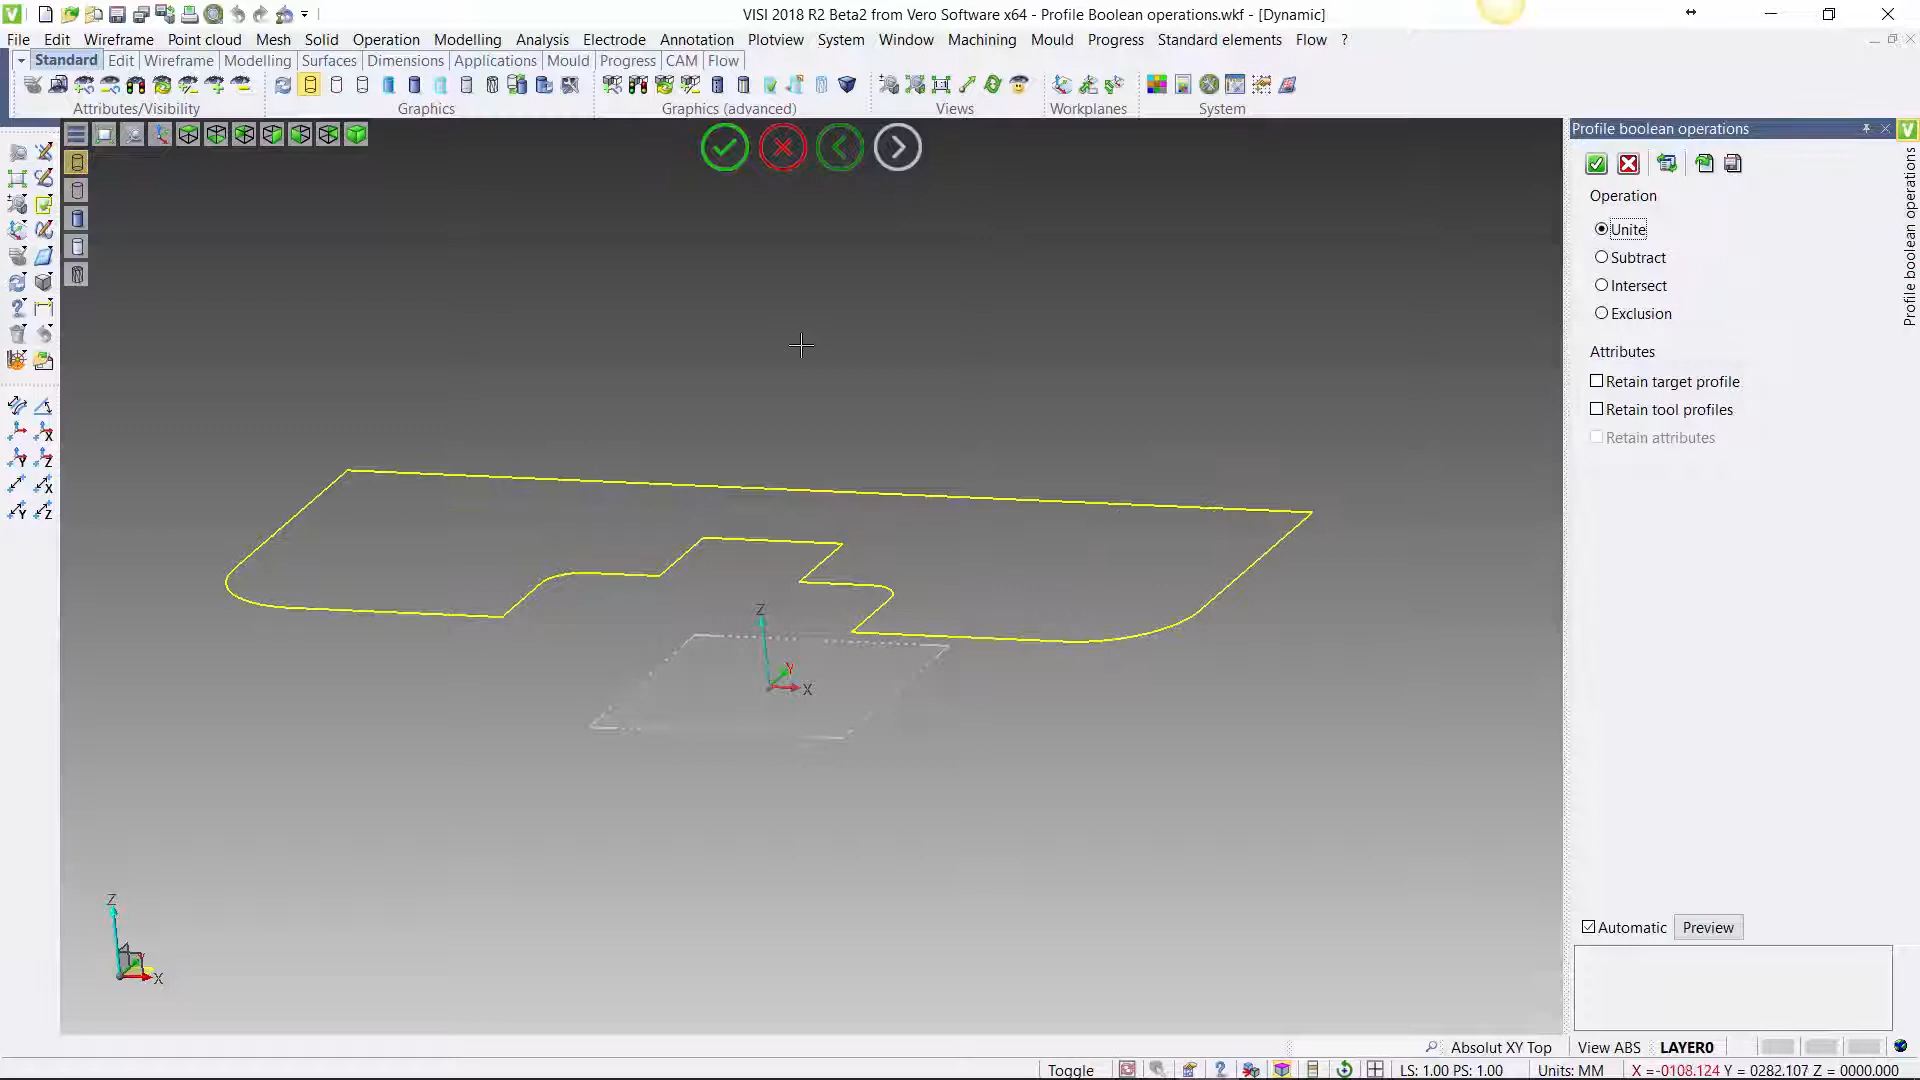 VISI 2018 R2 Beta2 from Vero Software x64 - Profile Boolean operations.wkf - [Dynamic]
File Edit Wireframe Point cloud Mesh Solid Operation Modelling Analysis Electrode Annotation Plotview System Window Machining Mould Progress Standard elements Flow ?
Standard Edit Wireframe Modelling Surfaces Dimensions Applications Mould Progress CAM Flow
Attributes/Visibility Graphics Graphics (advanced) Views Workplanes System
Profile boolean operations
Profile boolean operations
Operation
Unite
Subtract
Intersect
Exclusion
Attributes
Retain target profile
Retain tool profiles
Retain attributes
Z
Y
X
Z
Y
X
Automatic Preview
Absolut XY Top View ABS LAYER0
Toggle LS: 1.00 PS: 1.00 Units: MM X =-0108.124 Y = 0282.107 Z = 0000.000